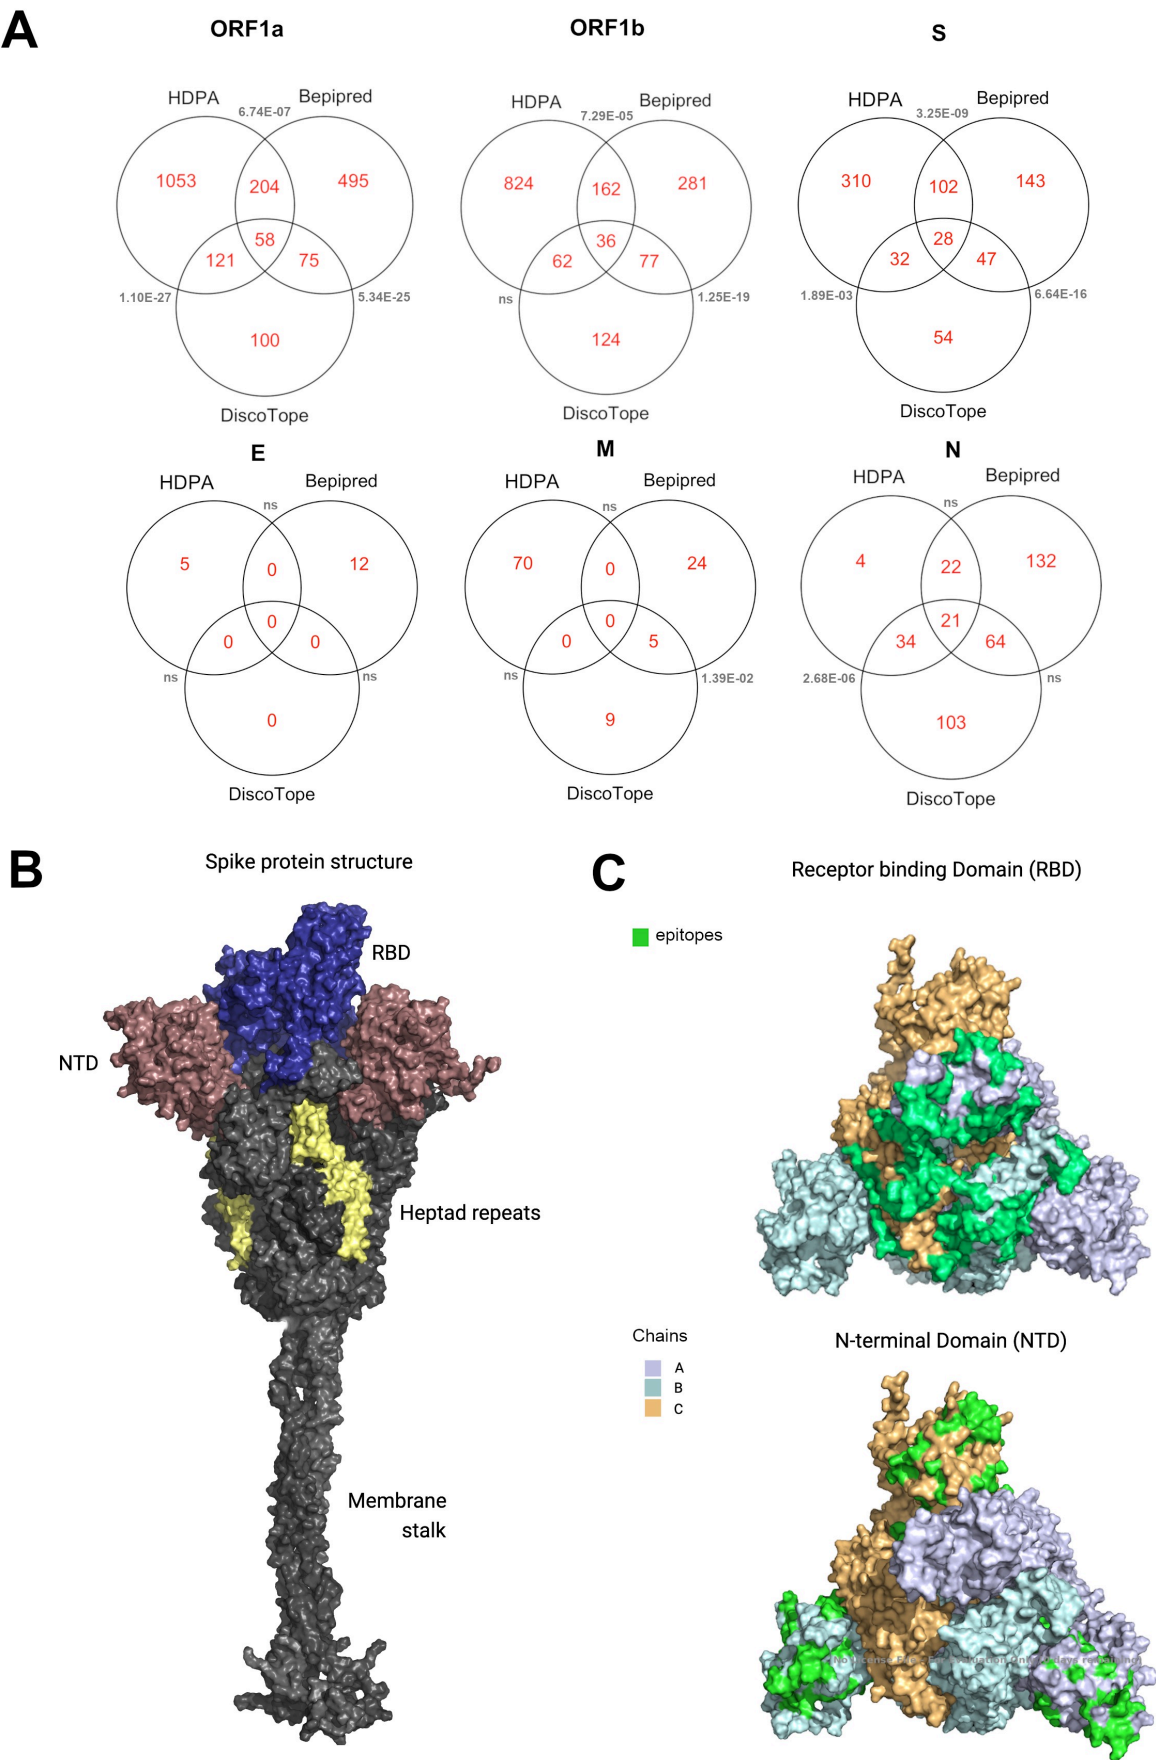 A
ORF1a
ORF1b
S
HDPA
Bepipred
6.74E-07
1053
204
495
58
121
75
1.10E-27
5.34E-25
100
DiscoTope
HDPA
Bepipred
7.29E-05
824
162
281
36
62
77
ns
1.25E-19
124
DiscoTope
HDPA
Bepipred
3.25E-09
310
102
143
28
32
47
1.89E-03
6.64E-16
54
DiscoTope
E
M
N
HDPA
Bepipred
ns
5
0
12
0
0
0
ns
ns
0
DiscoTope
HDPA
Bepipred
ns
70
0
24
0
0
5
ns
1.39E-02
9
DiscoTope
HDPA
Bepipred
ns
4
22
132
21
34
64
2.68E-06
ns
103
DiscoTope
B
Spike protein structure
RBD
NTD
Heptad repeats
Membrane
stalk
C
Receptor binding Domain (RBD)
epitopes
Chains
A
B
C
N-terminal Domain (NTD)